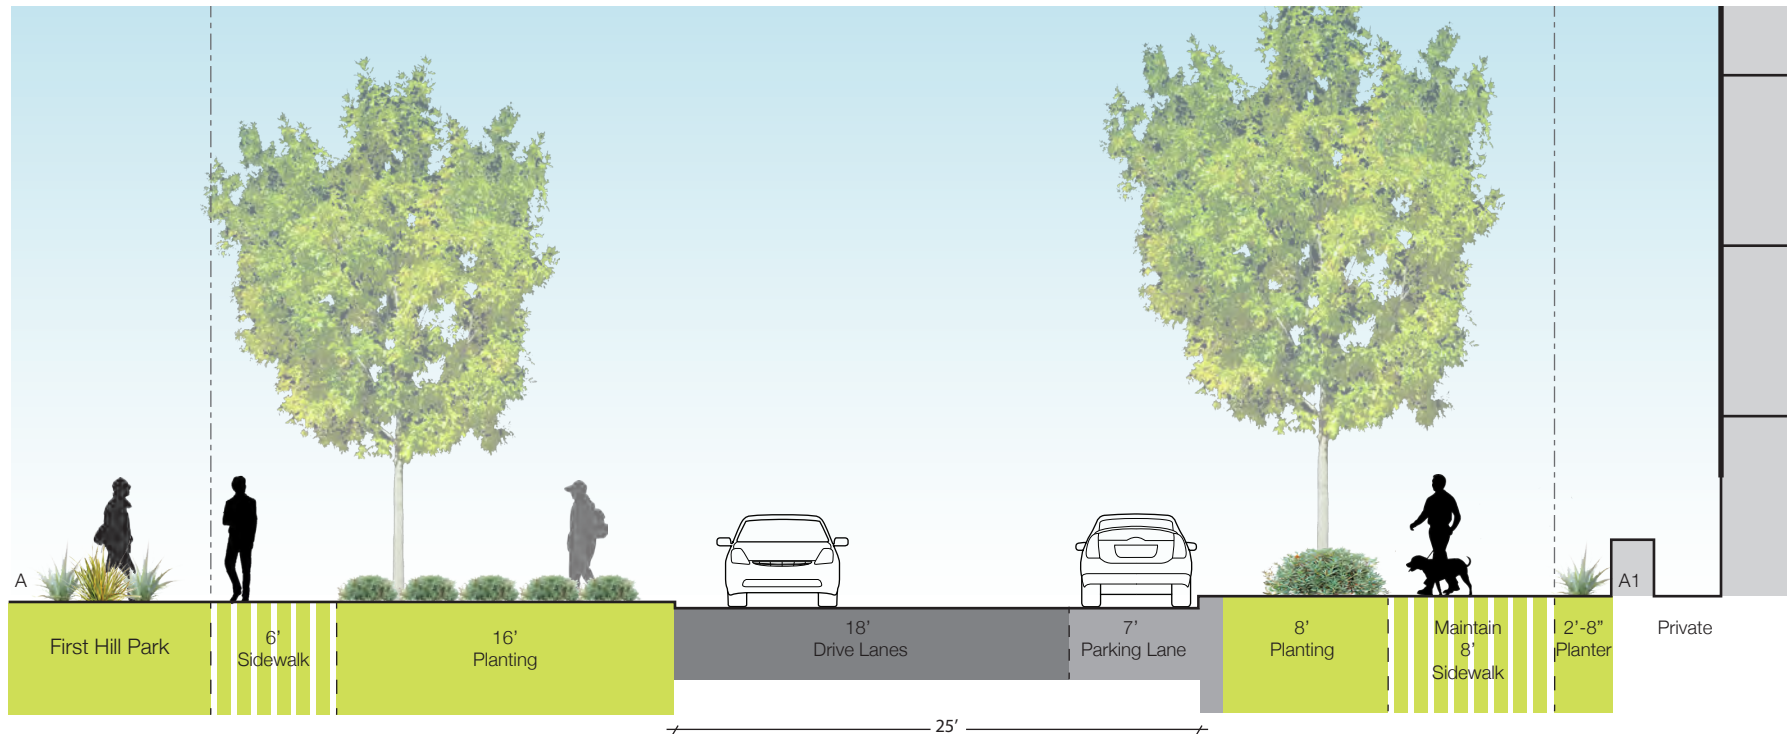 A
A1
First Hill Park
6’
Sidewalk
16’
Planting
18’
Drive Lanes
7’
Parking Lane
8’
Planting
Maintain
8’
Sidewalk
2’-8”
Planter
Private
25’